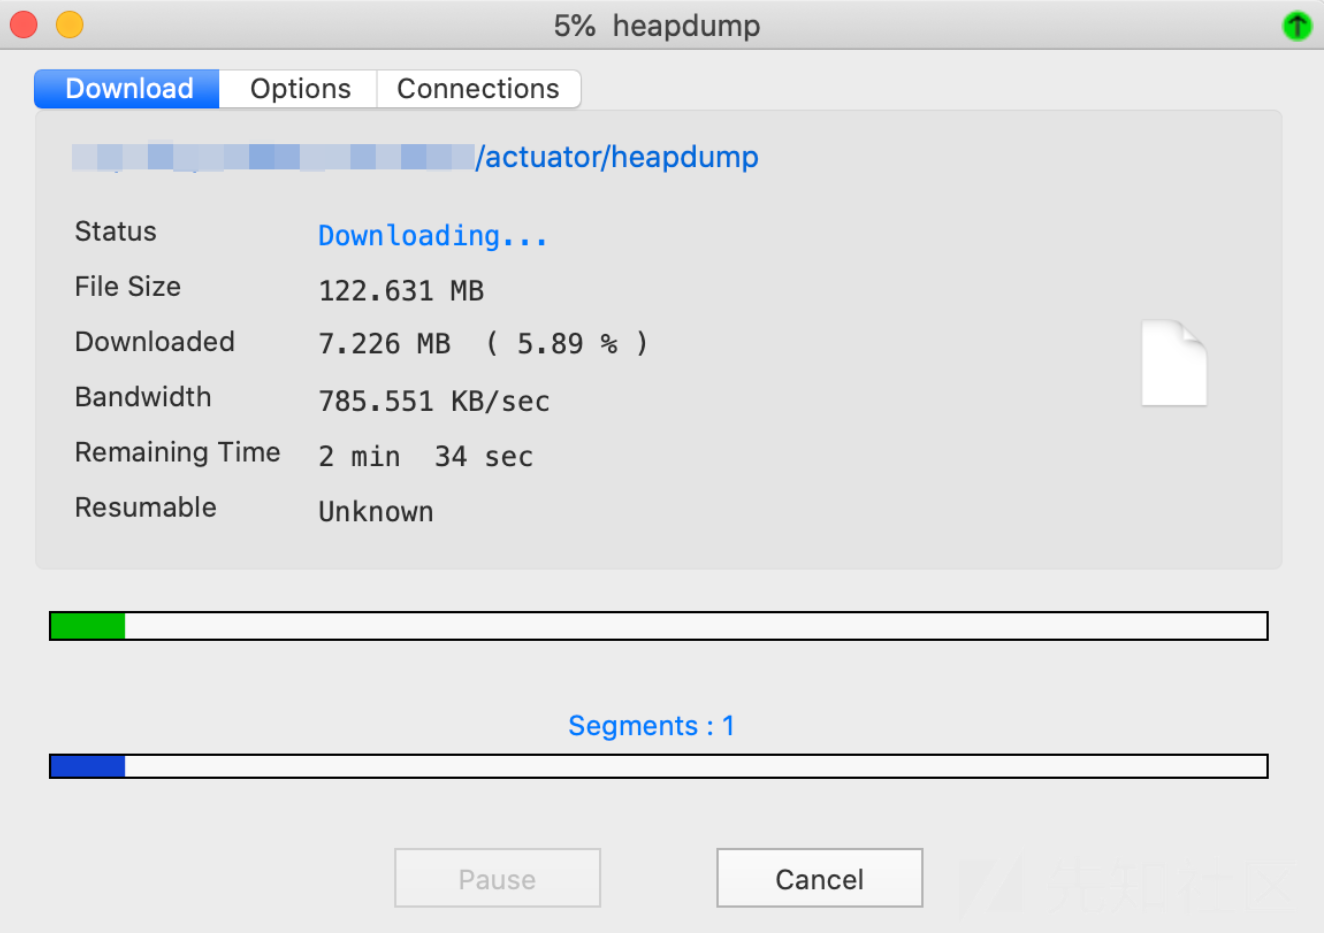 5% heapdump
Download Options Connections
/actuator/heapdump
Status Downloading...
File Size 122.631 MB
Downloaded 7.226 MB ( 5.89 % )
Bandwidth 785.551 KB/sec
Remaining Time 2 min 34 sec
Resumable Unknown
Segments : 1
Pause Cancel
先知社区